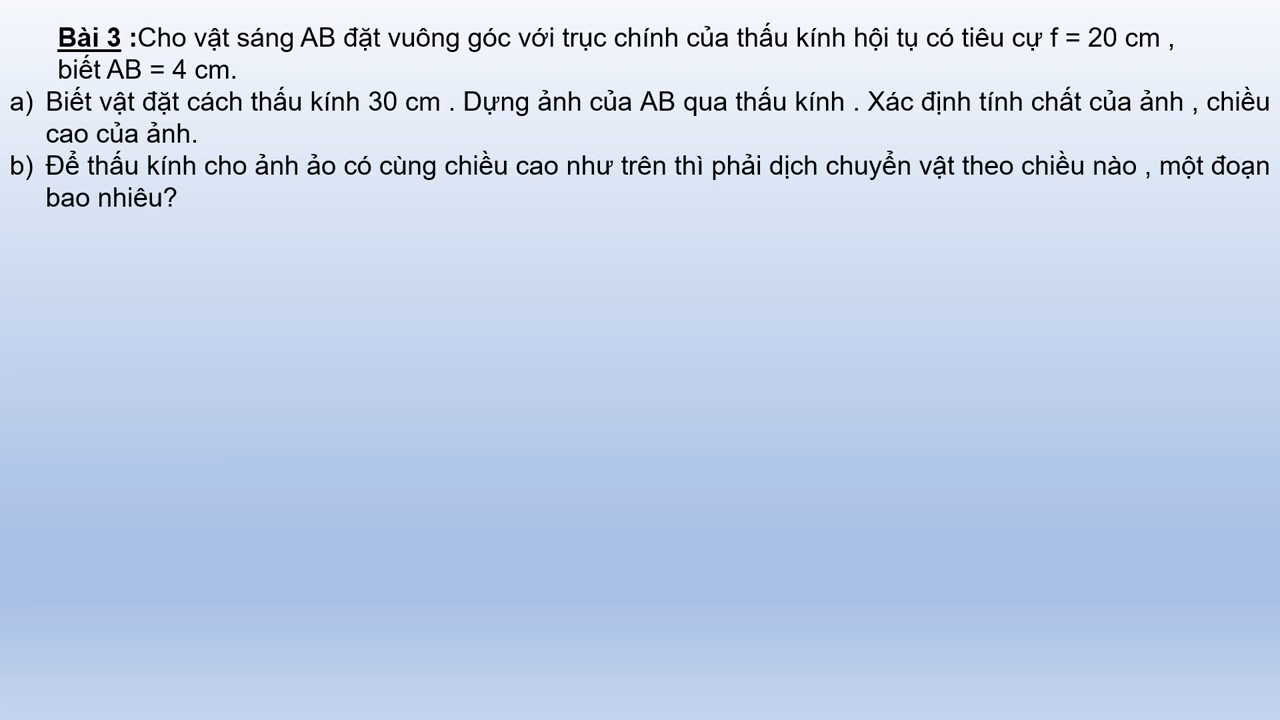 Bài 3 :Cho vật sáng AB đặt vuông góc với trục chính của thấu kính hội tụ có tiêu cự f = 20 cm ,
biết AB = 4 cm.
a) Biết vật đặt cách thấu kính 30 cm . Dựng ảnh của AB qua thấu kính . Xác định tính chất của ảnh , chiều
cao của ảnh.
b) Để thấu kính cho ảnh ảo có cùng chiều cao như trên thì phải dịch chuyển vật theo chiều nào , một đoạn
bao nhiêu?